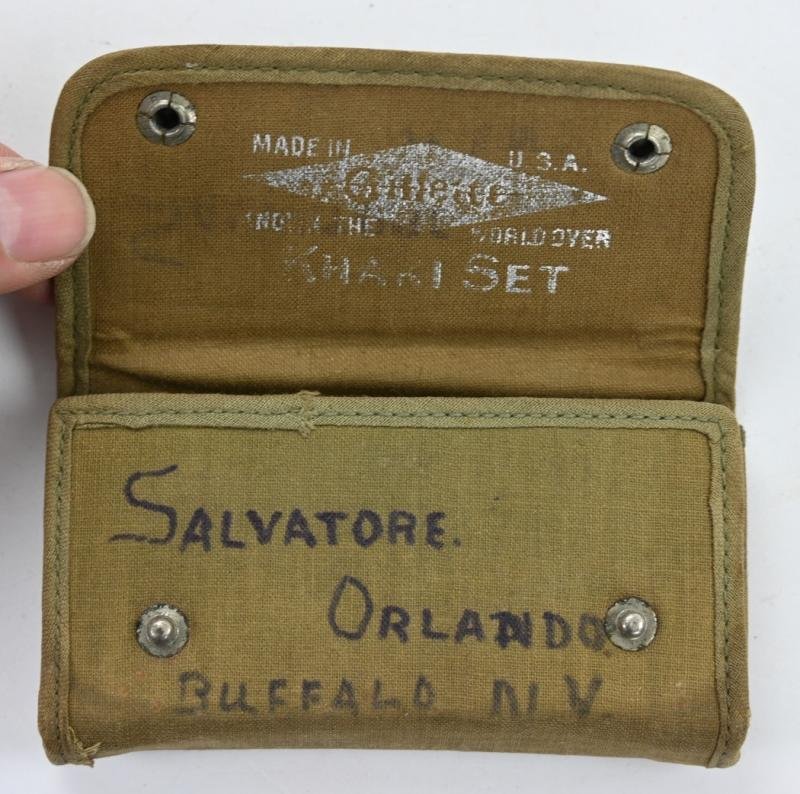 MADE IN U.S.A.
Gillette
KNOWN THE WORLD OVER
KHAKI SET
SALVATORE.
ORLANDO
BUFFALO N.Y.